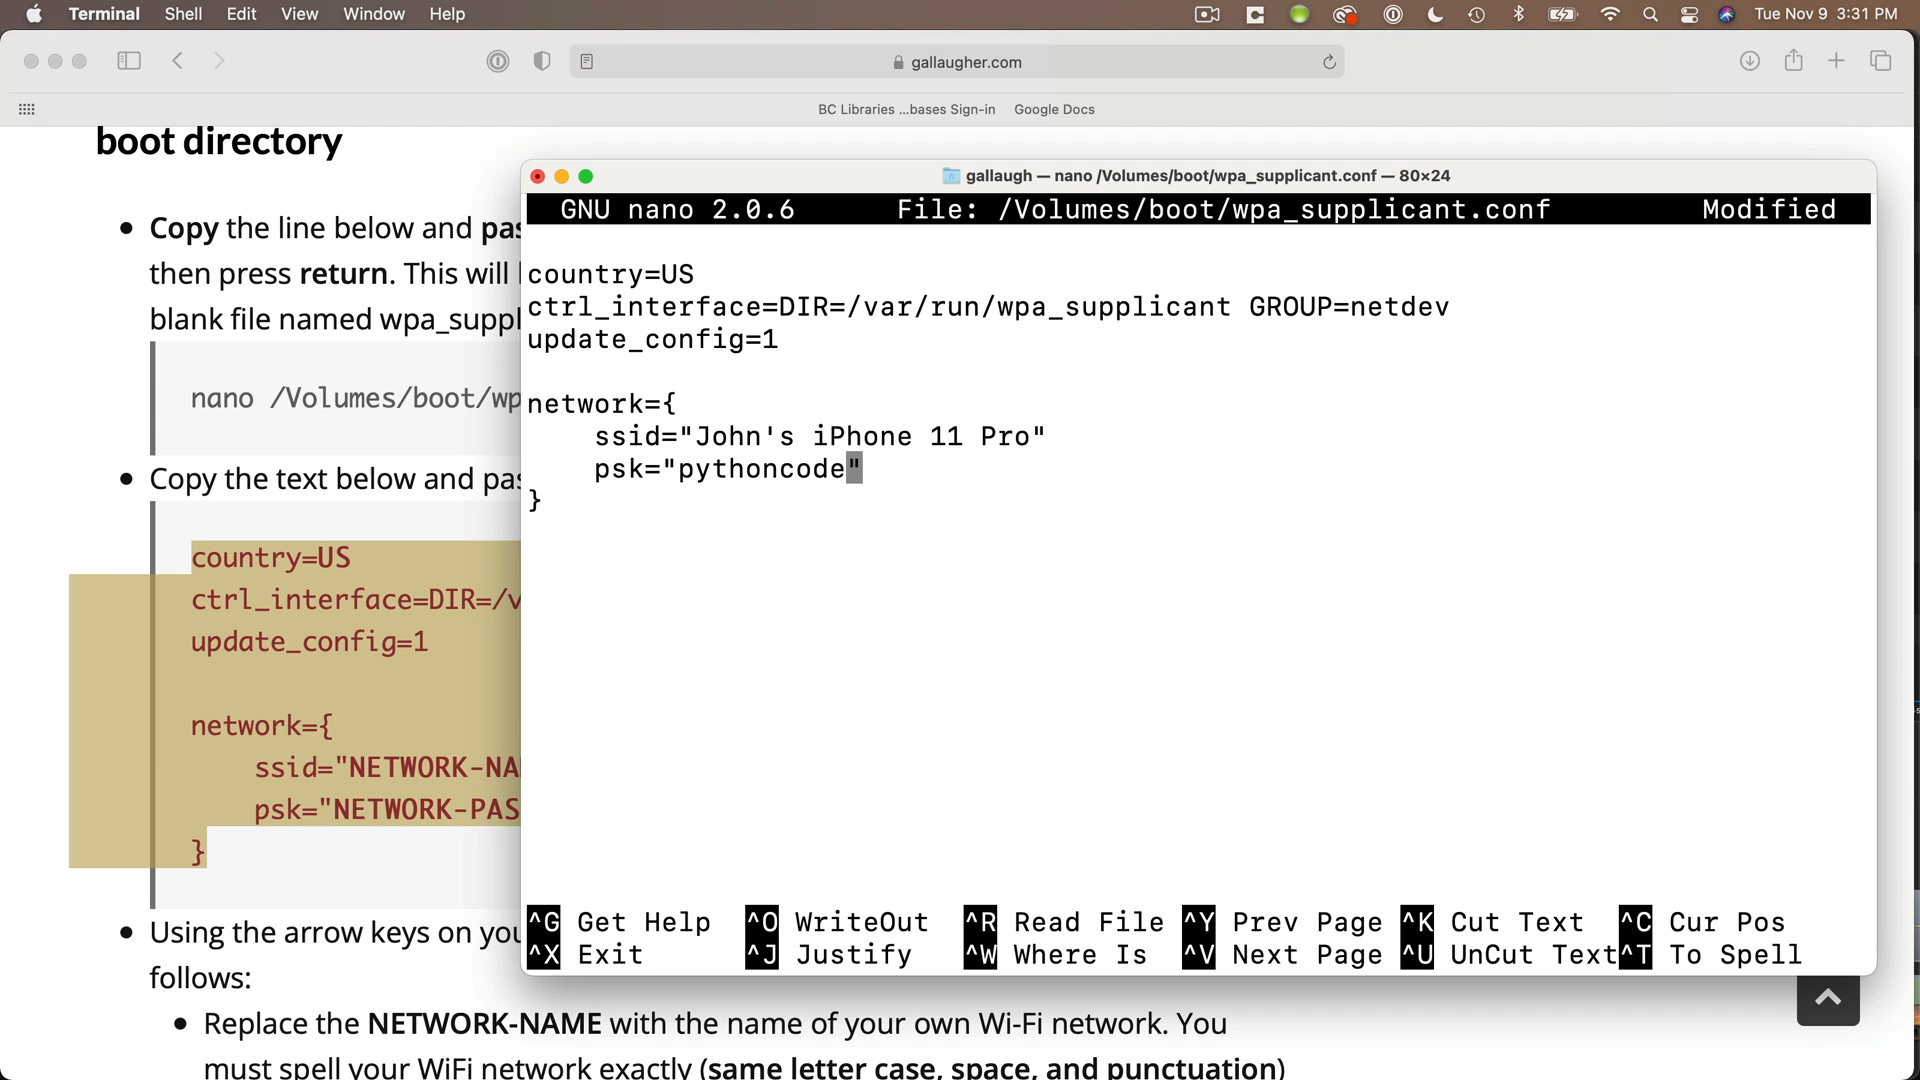 Terminal Shell Edit View Window Help Tue Nov 9 3:31 PM
gallaugher.com
BC Libraries ...bases Sign-in Google Docs
boot directory
Copy the line below and pas
then press return. This will
blank file named wpa_suppl
nano /Volumes/boot/wp
Copy the text below and pas
country=US
ctrl_interface=DIR=/v
update_config=1
network={
ssid="NETWORK-NA
psk="NETWORK-PAS
}
Using the arrow keys on you
follows:
Replace the NETWORK-NAME with the name of your own Wi-Fi network. You
must spell your WiFi network exactly (same letter case, space, and punctuation)
gallaugh — nano /Volumes/boot/wpa_supplicant.conf — 80×24
GNU nano 2.0.6 File: /Volumes/boot/wpa_supplicant.conf Modified
country=US
ctrl_interface=DIR=/var/run/wpa_supplicant GROUP=netdev
update_config=1
network={
ssid="John's iPhone 11 Pro"
psk="pythoncode"
}
^G Get Help ^O WriteOut ^R Read File ^Y Prev Page ^K Cut Text ^C Cur Pos
^X Exit ^J Justify ^W Where Is ^V Next Page ^U UnCut Text^T To Spell